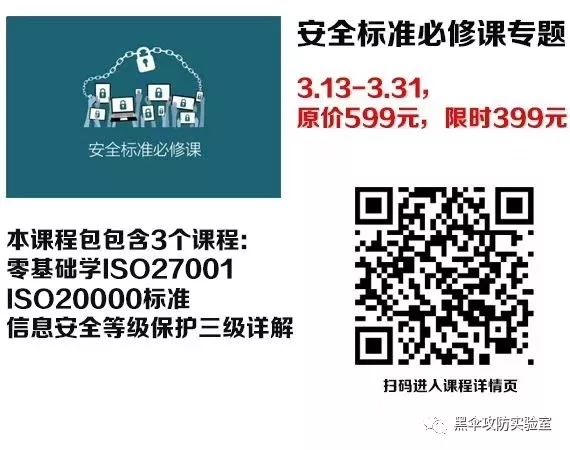 安全标准必修课专题
3.13-3.31,
原价599元，限时399元
安全标准必修课
本课程包包含3个课程:
零基础学ISO27001
ISO20000标准
信息安全等级保护三级详解
扫码进入课程详情页
黑伞攻防实验室